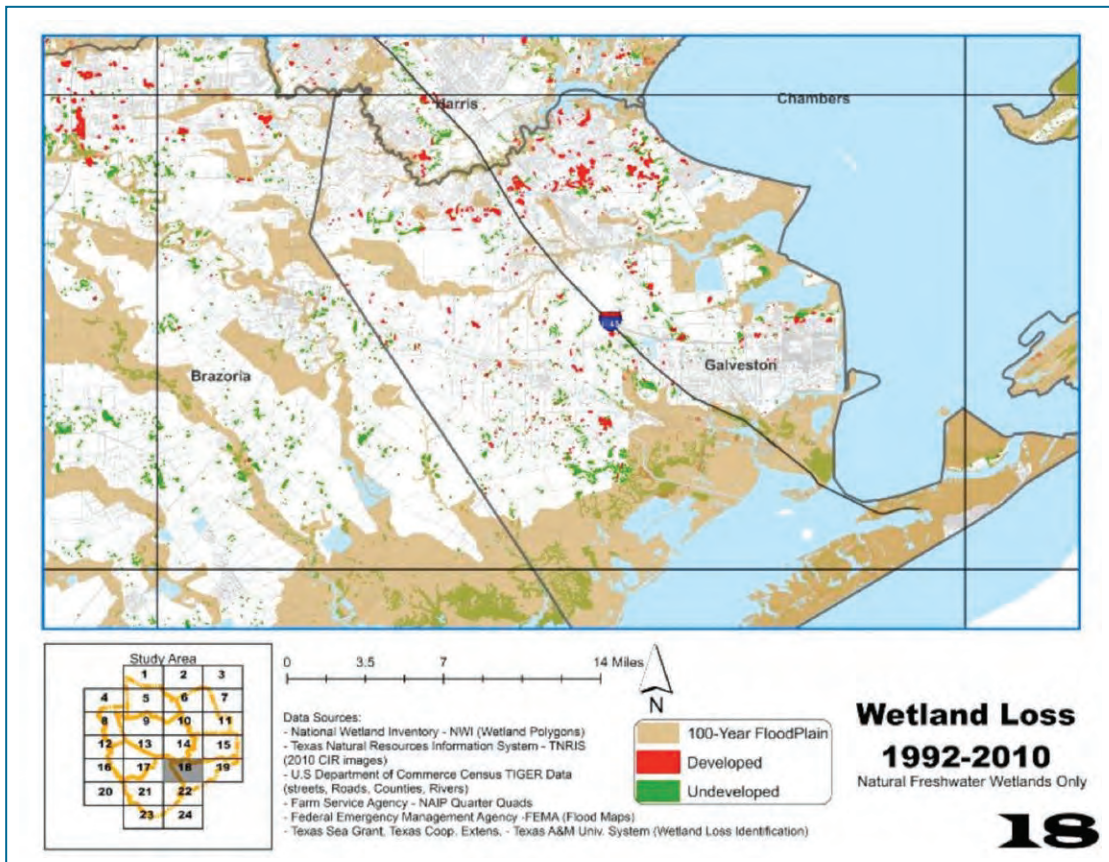 Harris
Chambers
Brazoria
Galveston
Study Area
1 2 3
4 5 6 7
8 9 10 11
12 13 14 15
16 17 18 19
20 21 22
23 24
0 3.5 7 14 Miles
N
Data Sources:
- National Wetland Inventory - NWI (Wetland Polygons)
- Texas Natural Resources Information System - TNRIS
(2010 CIR images)
- U.S Department of Commerce Census TIGER Data
(streets, Roads, Counties, Rivers)
- Farm Service Agency - NAIP Quarter Quads
- Federal Emergency Management Agency -FEMA (Flood Maps)
- Texas Sea Grant, Texas Coop. Extens. - Texas A&M Univ. System (Wetland Loss Identification)
100-Year FloodPlain
Developed
Undeveloped
Wetland Loss
1992-2010
Natural Freshwater Wetlands Only
18